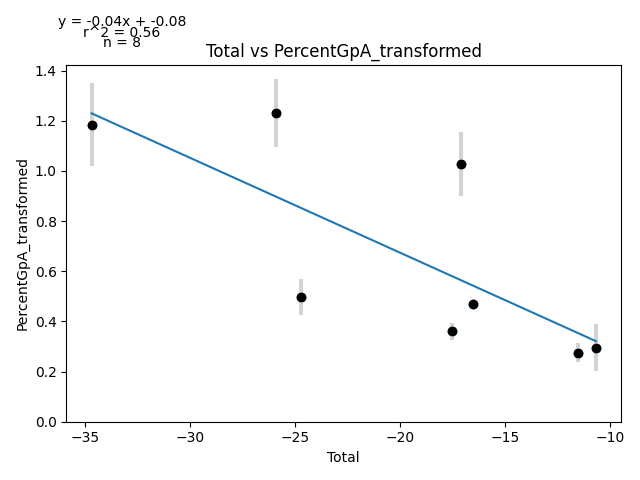 y = -0.04x + -0.08
r^2 = 0.56
n = 8
Total vs PercentGpA_transformed
1.4
1.2
1.0
0.8
0.6
0.4
0.2
0.0
PercentGpA_transformed
−35
−30
−25
−20
−15
−10
Total